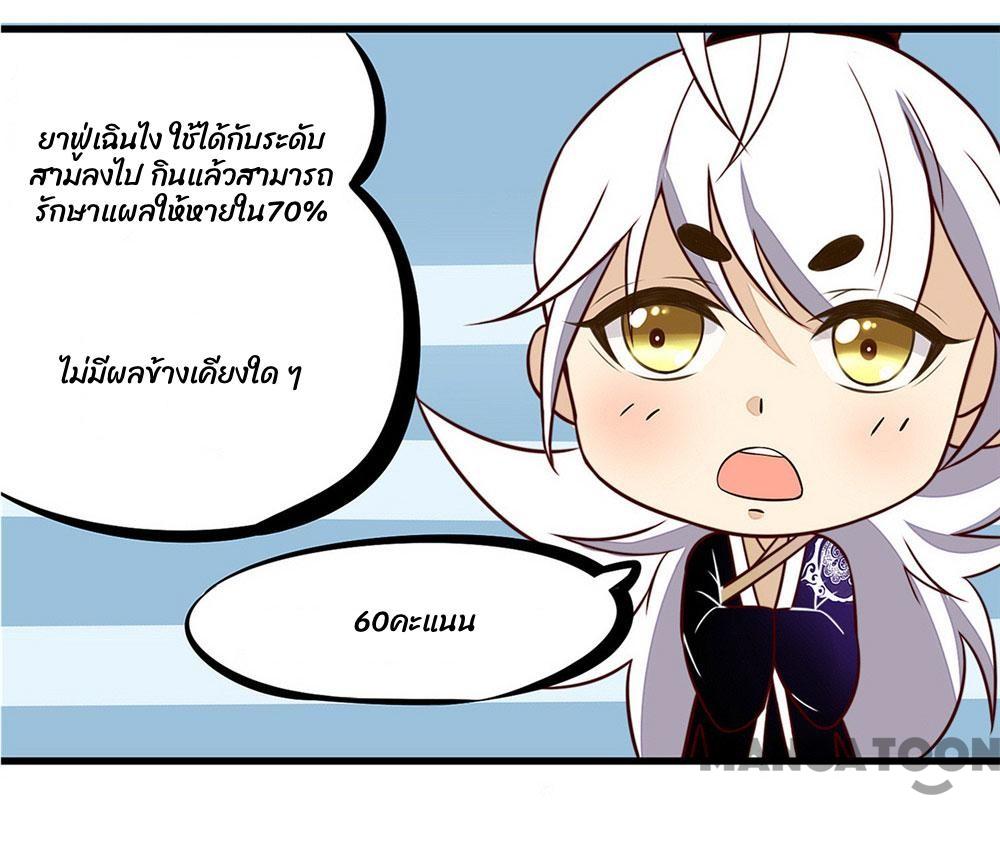 ยาฟู่เฉินไง ใช้ได้กับระดับ
สามลงไป กินแล้วสามารถ
รักษาแผลให้หายใน70%
ไม่มีผลข้างเคียงใด ๆ
60คะแนน
MANGATOON